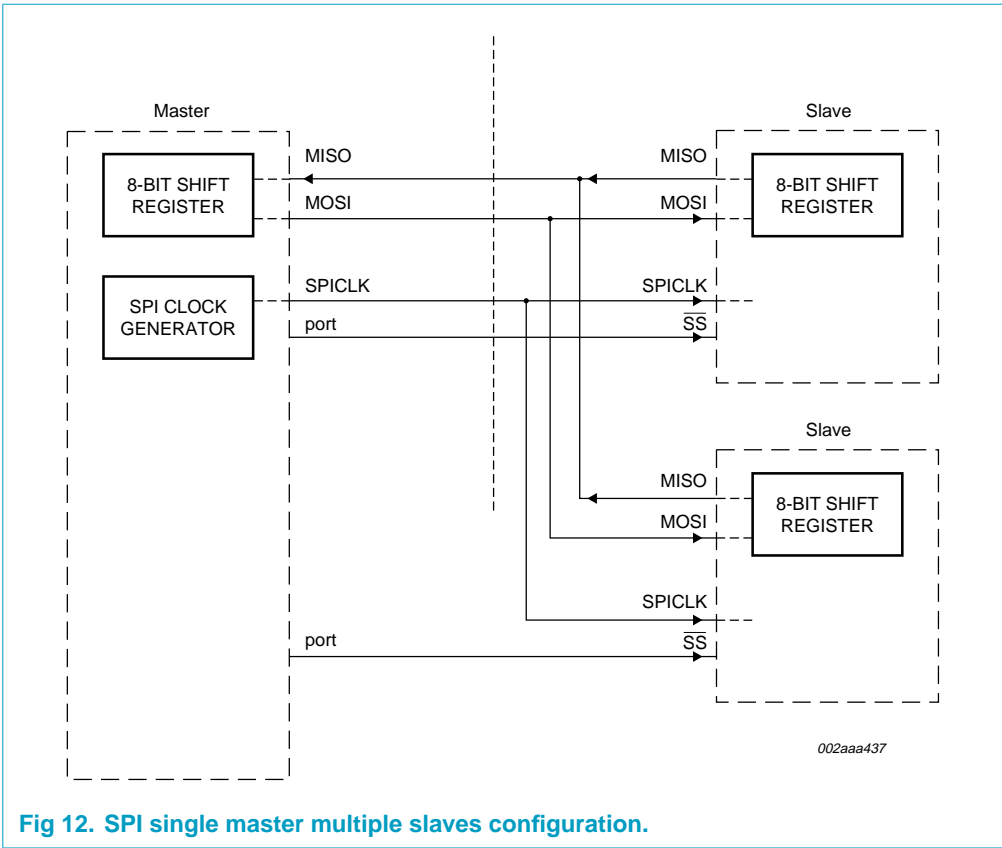 Master
8-BIT SHIFT
REGISTER
SPI CLOCK
GENERATOR
MISO
MOSI
SPICLK
port
port
Slave
MISO
MOSI
SPICLK
SS
8-BIT SHIFT
REGISTER
Slave
MISO
MOSI
SPICLK
SS
8-BIT SHIFT
REGISTER
002aaa437
Fig 12. SPI single master multiple slaves configuration.